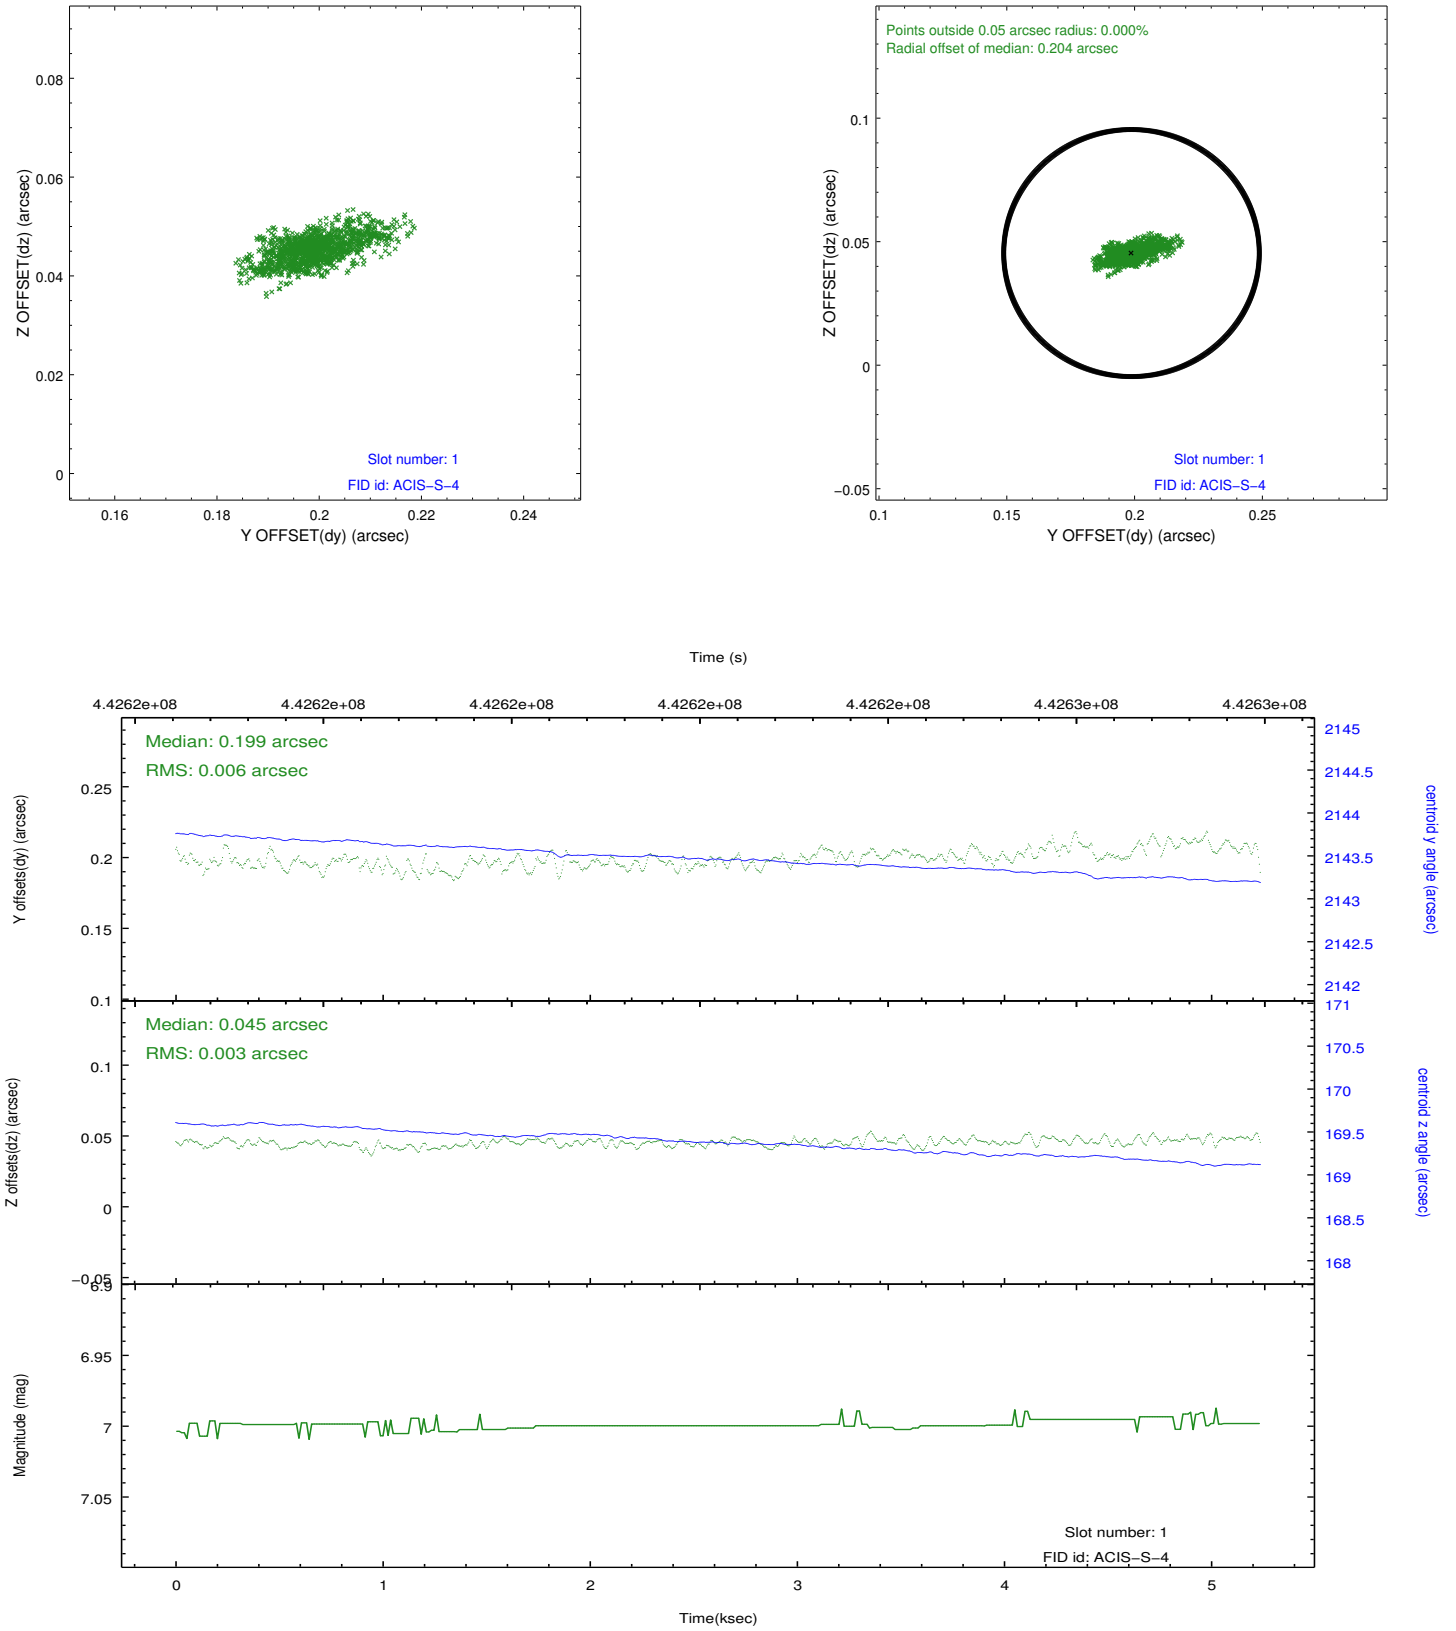 0.08
0.06
0.04
0.02
0
Z OFFSET(dz) (arcsec)
Slot number: 1
FID id: ACIS−S−4
0.16 0.18 0.2 0.22 0.24
Y OFFSET(dy) (arcsec)
Points outside 0.05 arcsec radius: 0.000%
Radial offset of median: 0.204 arcsec
0.1
0.05
0
−0.05
Z OFFSET(dz) (arcsec)
Slot number: 1
FID id: ACIS−S−4
0.1 0.15 0.2 0.25
Y OFFSET(dy) (arcsec)
Time (s)
4.4262e+08 4.4262e+08 4.4262e+08 4.4262e+08 4.4262e+08 4.4263e+08 4.4263e+08
Median: 0.199 arcsec
RMS: 0.006 arcsec
0.25
0.2
0.15
0.1
Y offsets(dy) (arcsec)
2145
2144.5
2144
2143.5
2143
2142.5
2142
centroid y angle (arcsec)
Median: 0.045 arcsec
RMS: 0.003 arcsec
0.1
0.05
0
−0.05
Z offsets(dz) (arcsec)
171
170.5
170
169.5
169
168.5
168
centroid z angle (arcsec)
6.9
6.95
7
7.05
Magnitude (mag)
Slot number: 1
FID id: ACIS−S−4
0 1 2 3 4 5
Time(ksec)